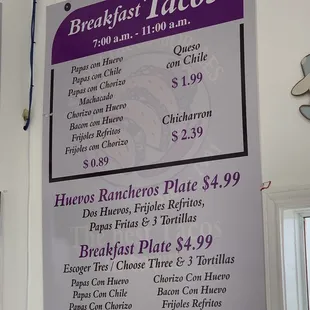 Breakfast Tacos
7:00 a.m. - 11:00 a.m.
Papas con Huevo
Papas con Chile
Papas con Chorizo
Machacado
Chorizo con Huevo
Bacon con Huevo
Frijoles Refritos
Frijoles con Chorizo
$ 0.89
Queso
con Chile
$ 1.99
Chicharron
$ 2.39
Huevos Rancheros Plate $4.99
Dos Huevos, Frijoles Refritos,
Papas Fritas & 3 Tortillas
Breakfast Plate $4.99
Escoger Tres / Choose Three & 3 Tortillas
Papas Con Huevo
Papas Con Chile
Papas Con Chorizo
Chorizo Con Huevo
Bacon Con Huevo
Frijoles Refritos